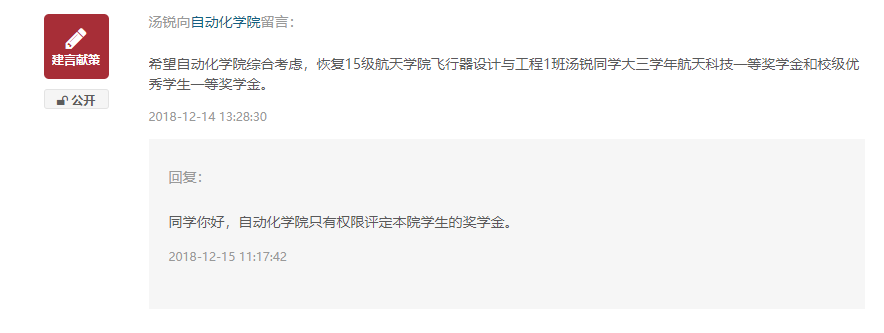 汤锐向自动化学院留言：
建言献策
公开
希望自动化学院综合考虑，恢复15级航天学院飞行器设计与工程1班汤锐同学大三学年航天科技一等奖学金和校级优
秀学生一等奖学金。
2018-12-14 13:28:30
回复：
同学你好，自动化学院只有权限评定本院学生的奖学金。
2018-12-15 11:17:42